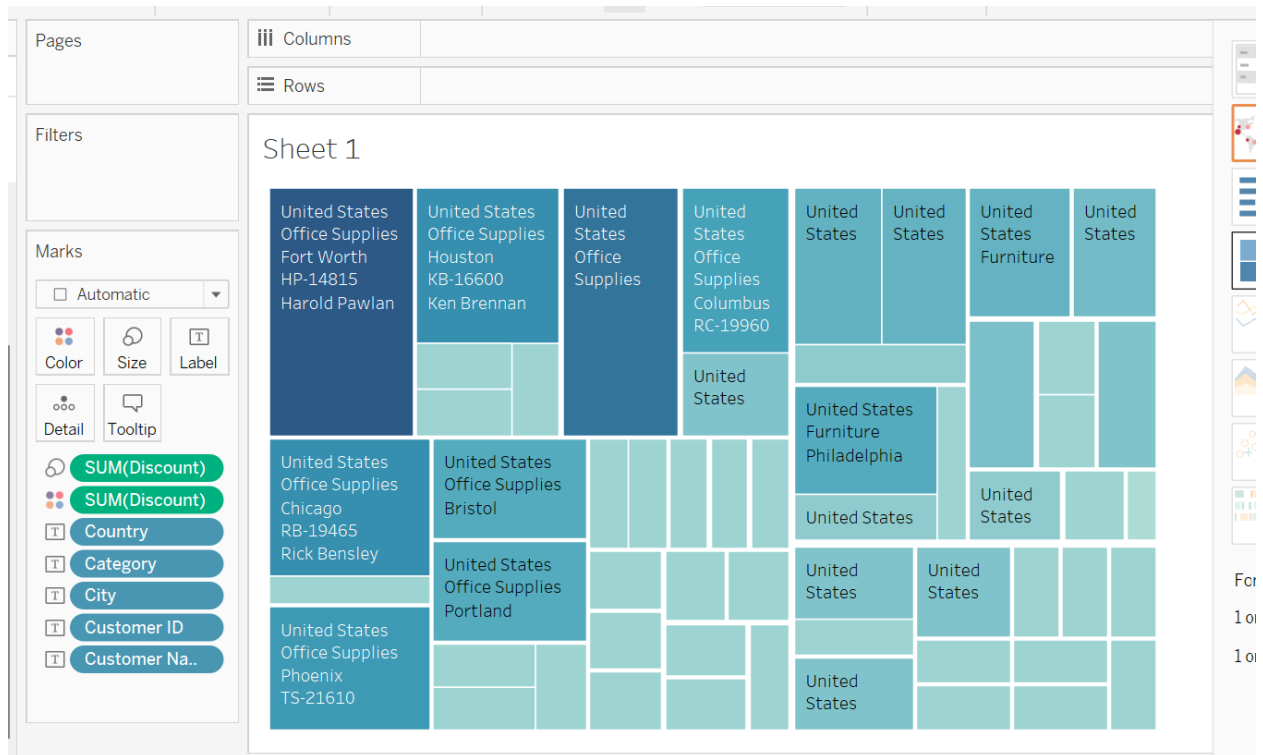 Pages
Columns
Rows
Filters
Sheet 1
Marks
Automatic
Color
Size
Label
Detail
Tooltip
SUM(Discount)
SUM(Discount)
Country
Category
City
Customer ID
Customer Na..
United States
Office Supplies
Fort Worth
HP-14815
Harold Pawlan
United States
Office Supplies
Houston
KB-16600
Ken Brennan
United
States
Office
Supplies
United
States
Office
Supplies
Columbus
RC-19960
United
States
United States
Office Supplies
Chicago
RB-19465
Rick Bensley
United States
Office Supplies
Phoenix
TS-21610
United States
Office Supplies
Bristol
United States
Office Supplies
Portland
United
States
United
States
United
States
Furniture
United
States
United States
Furniture
Philadelphia
United States
United
States
United
States
United
States
United
States
For
1 o
1 o